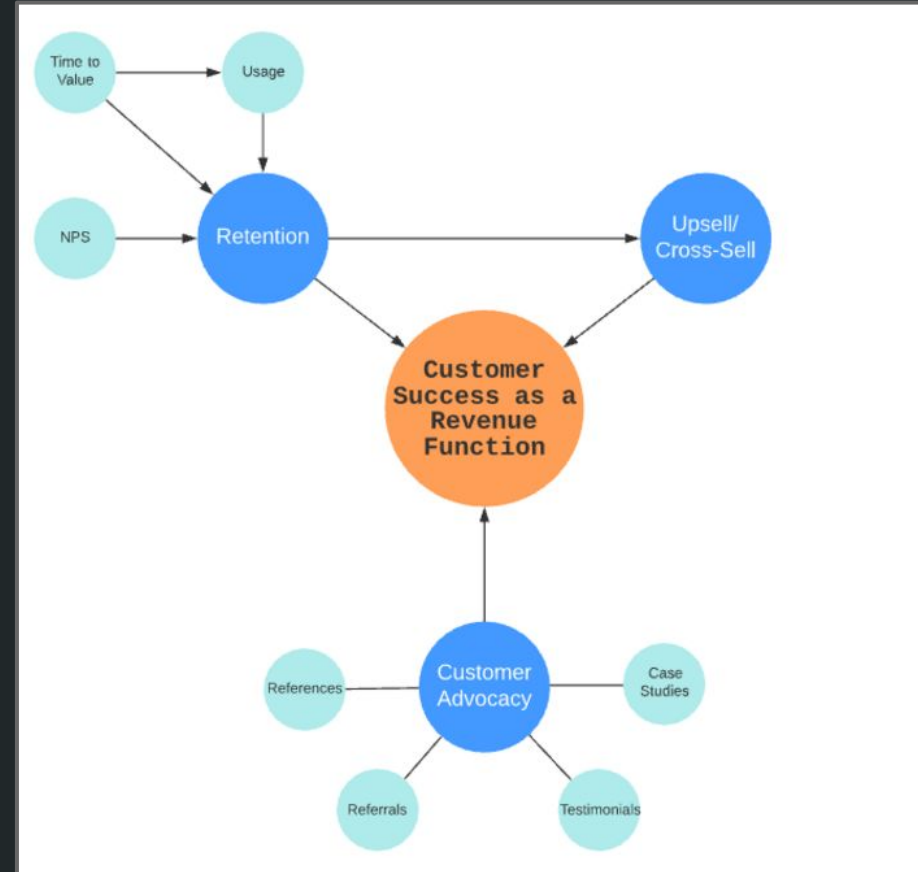 Time to
Value
Usage
NPS
Retention
Upsell/
Cross-Sell
Customer
Success as a
Revenue
Function
Customer
Advocacy
References
Case
Studies
Referrals
Testimonials